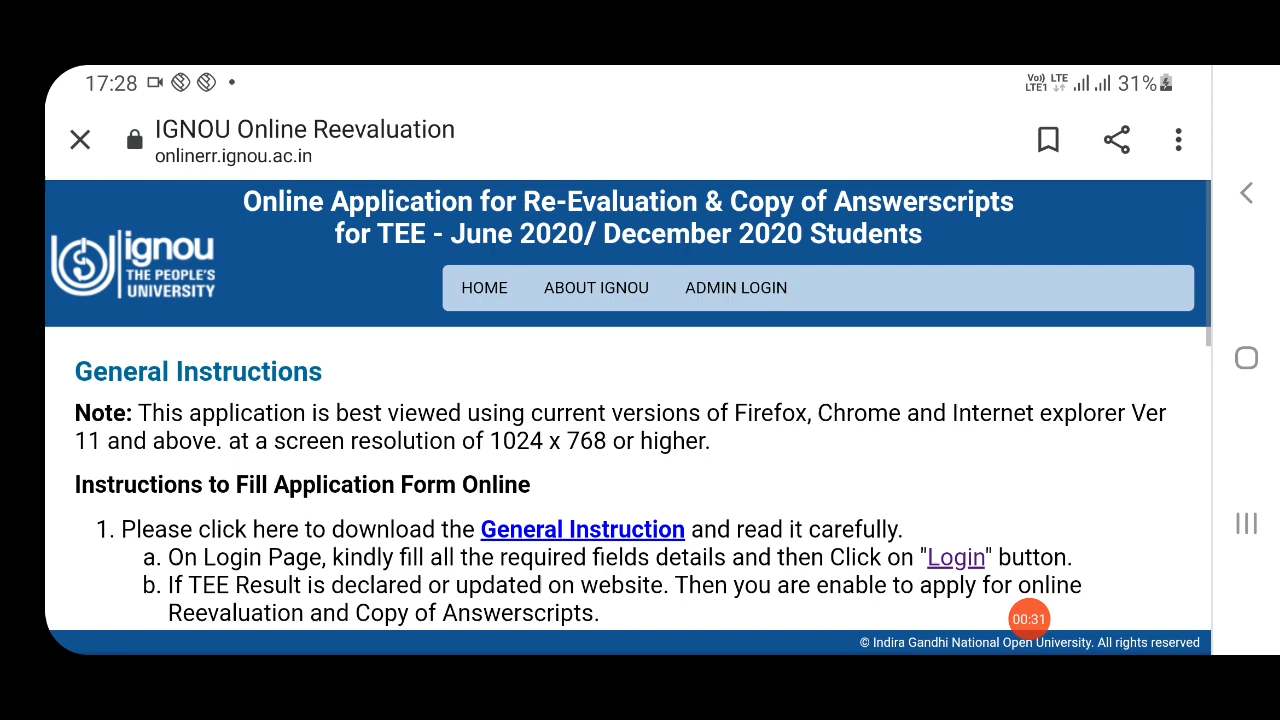 17:28
Vo) LTE
LTE1 31%
IGNOU Online Reevaluation
onlinerr.ignou.ac.in
Online Application for Re-Evaluation & Copy of Answerscripts
for TEE - June 2020/ December 2020 Students
ignou
THE PEOPLE'S
UNIVERSITY
HOME ABOUT IGNOU ADMIN LOGIN
General Instructions
Note: This application is best viewed using current versions of Firefox, Chrome and Internet explorer Ver
11 and above. at a screen resolution of 1024 x 768 or higher.
Instructions to Fill Application Form Online
1. Please click here to download the General Instruction and read it carefully.
a. On Login Page, kindly fill all the required fields details and then Click on "Login" button.
b. If TEE Result is declared or updated on website. Then you are enable to apply for online
Reevaluation and Copy of Answerscripts.
00:31
© Indira Gandhi National Open University. All rights reserved